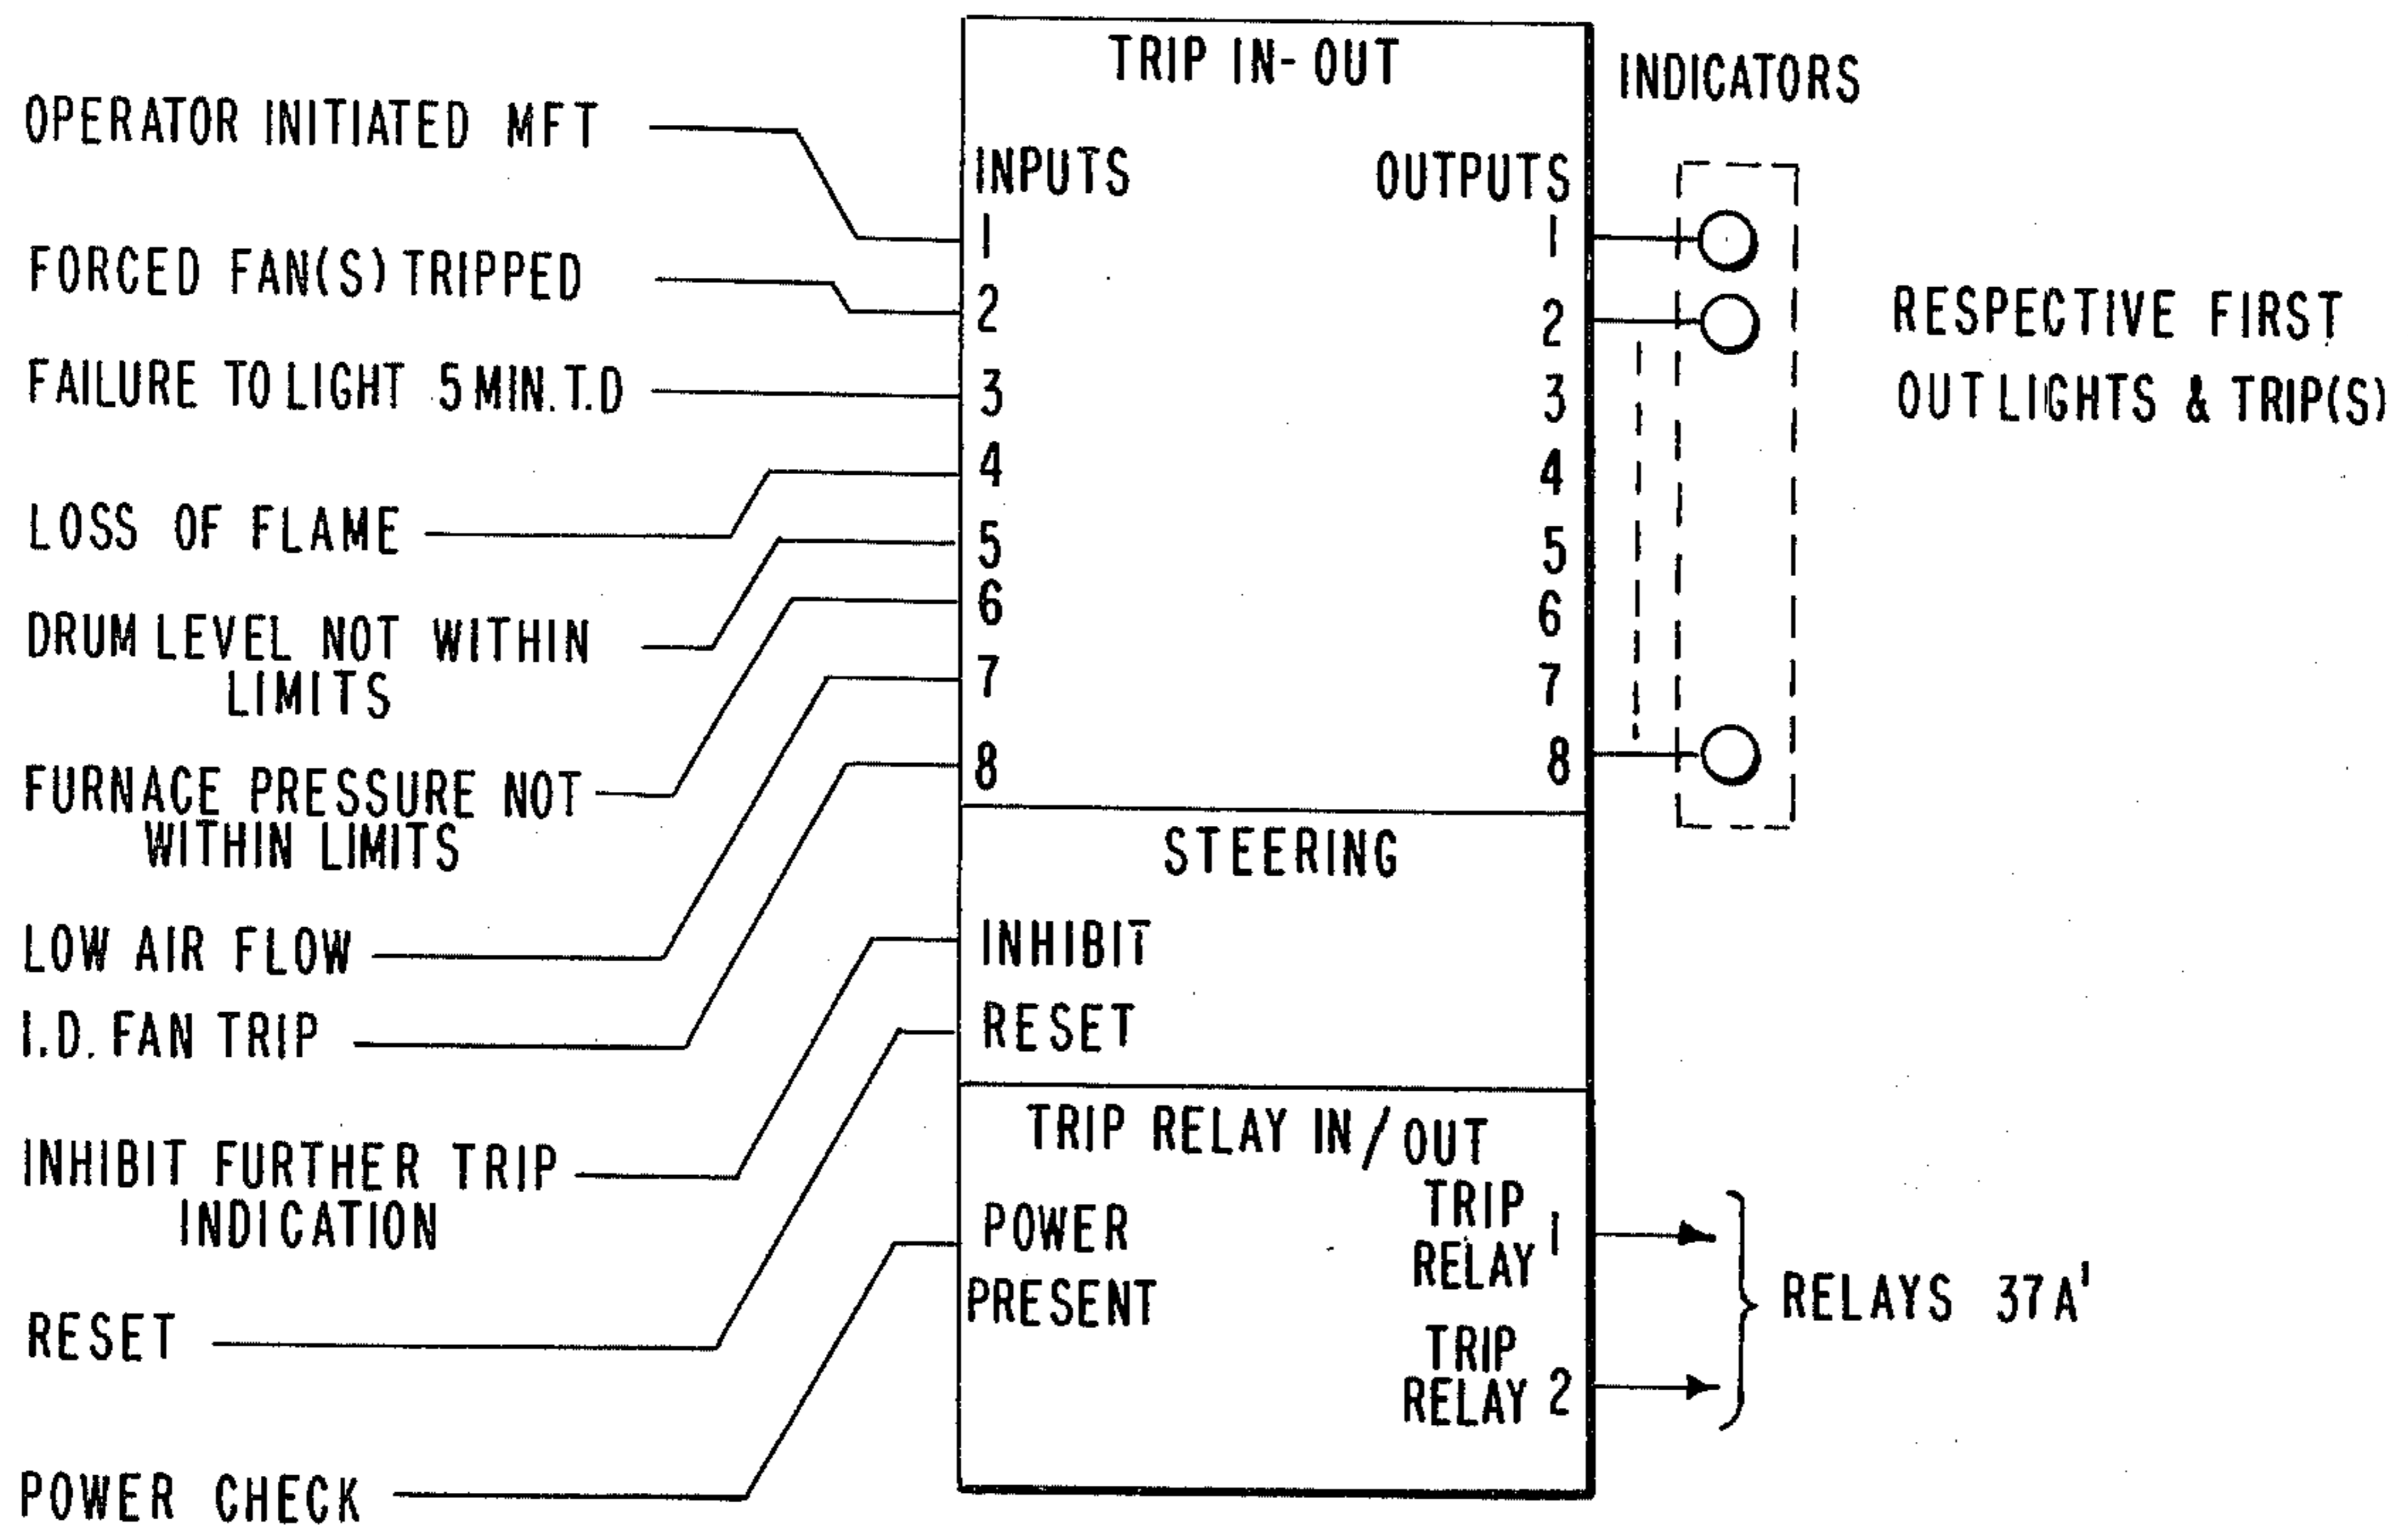 TRIP IN-OUT
INDICATORS
OPERATOR INITIATED MFT
INPUTS
OUTPUTS
1
1
FORCED FAN(S) TRIPPED
2
2
RESPECTIVE FIRST
OUT LIGHTS & TRIP(S)
FAILURE TO LIGHT 5 MIN. T.D
3
3
4
4
LOSS OF FLAME
5
5
6
6
DRUM LEVEL NOT WITHIN
LIMITS
7
7
FURNACE PRESSURE NOT
WITHIN LIMITS
8
8
STEERING
LOW AIR FLOW
INHIBIT
I.D. FAN TRIP
RESET
TRIP RELAY IN/OUT
INHIBIT FURTHER TRIP
INDICATION
POWER
PRESENT
TRIP
RELAY 1
RELAYS 37A'
RESET
TRIP
RELAY 2
POWER CHECK